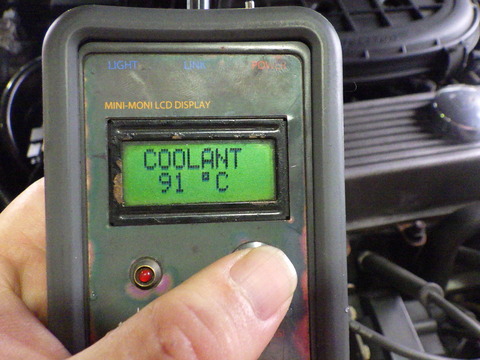 LIGHT LINK POWER
MINI-MONI LCD DISPLAY
COOLANT
91 °C